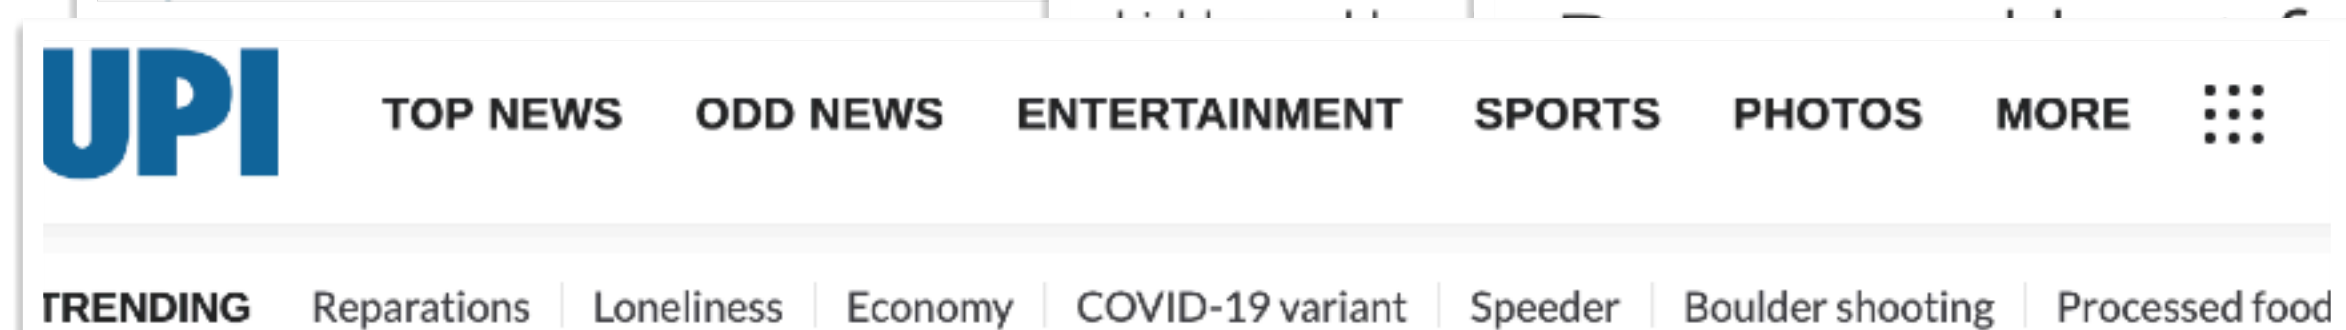 UPI TOP NEWS ODD NEWS ENTERTAINMENT SPORTS PHOTOS MORE
TRENDING Reparations Loneliness Economy COVID-19 variant Speeder Boulder shooting Processed food